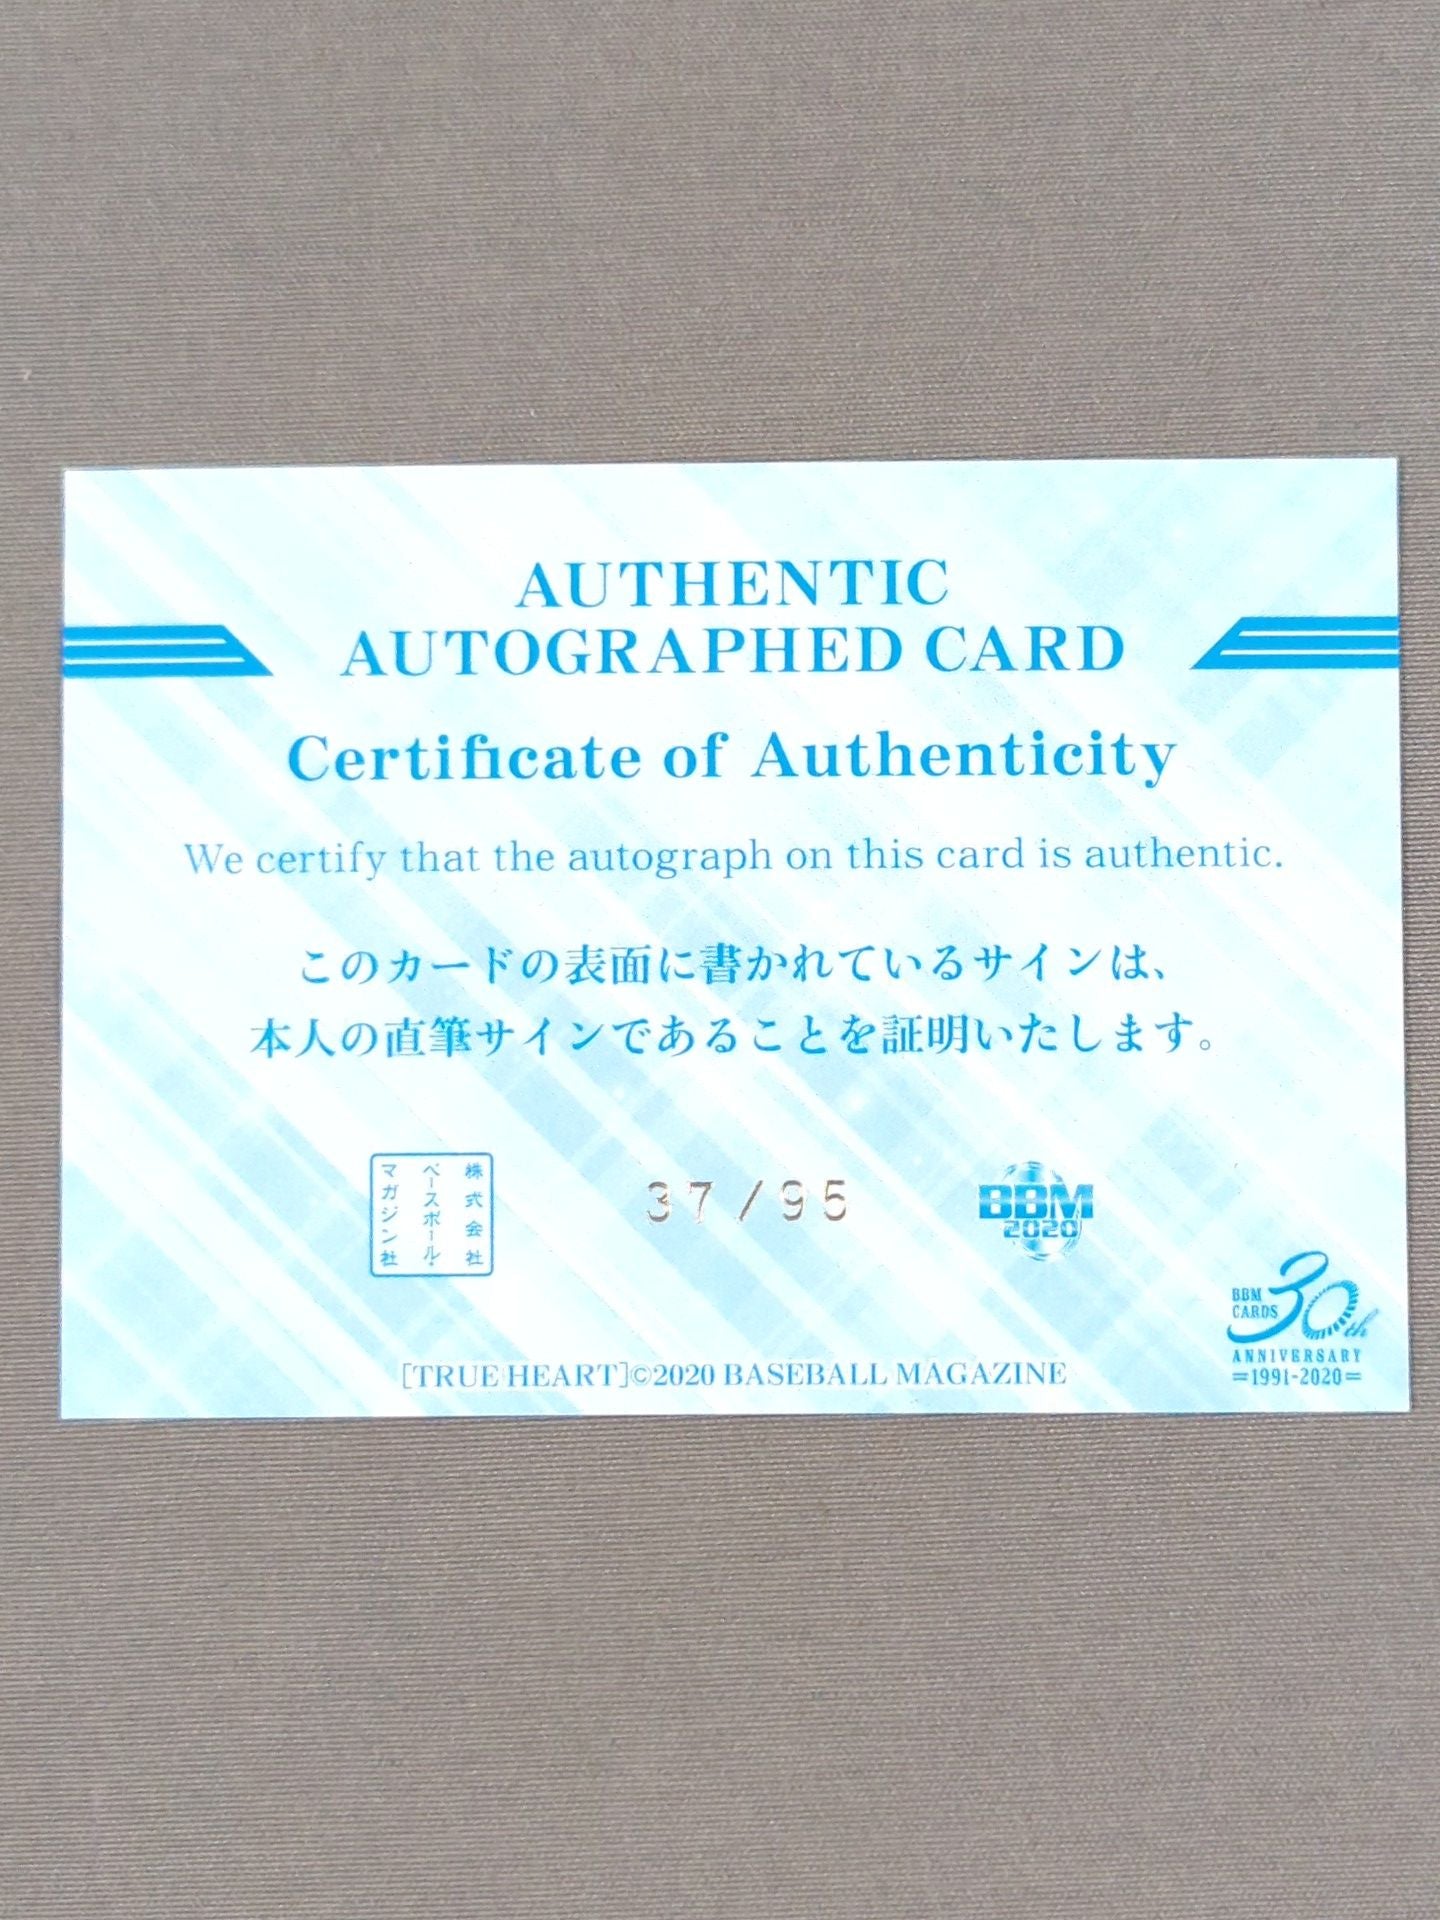 AUTHENTIC
AUTOGRAPHED CARD
Certificate of Authenticity
We certify that the autograph on this card is authentic.
このカードの表面に書かれているサインは、
本人の直筆サインであることを証明いたします。
株式会社
ベースボール・
マガジン社
37/95
BBM
2020
BBM
CARDS
30th
ANNIVERSARY
=1991-2020=
[TRUE HEART]©2020 BASEBALL MAGAZINE